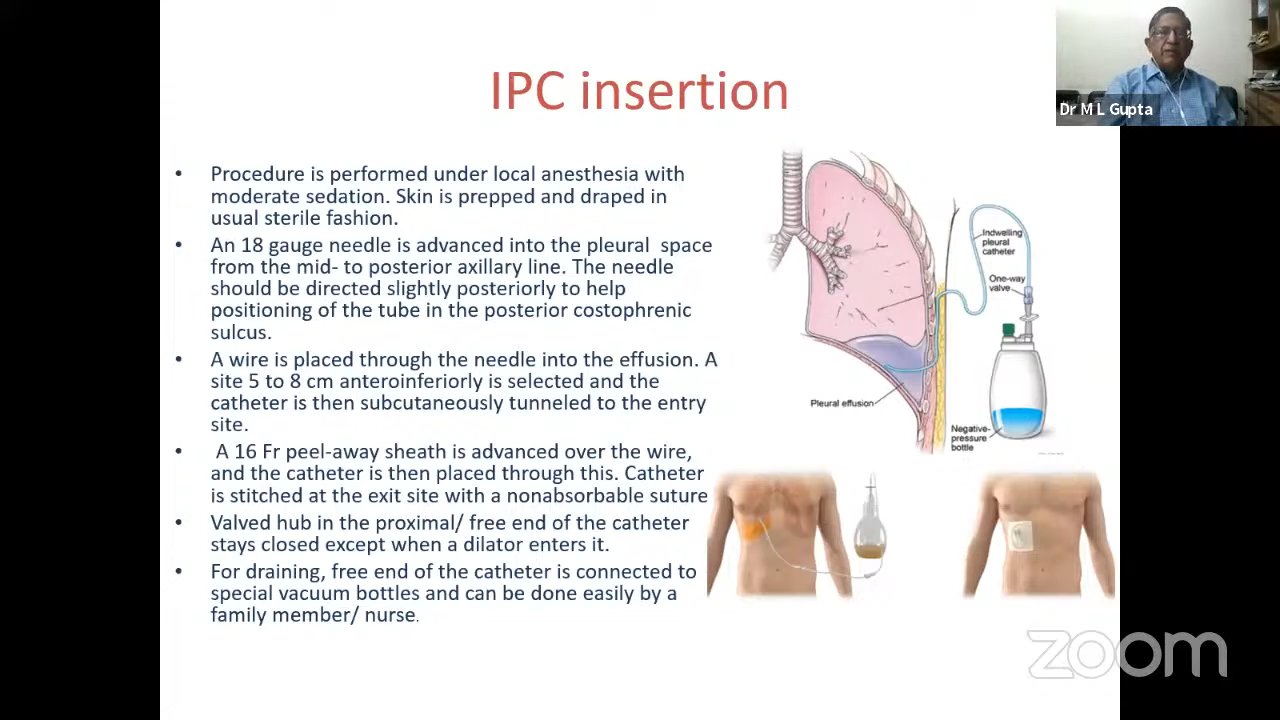 IPC insertion
Dr M L Gupta
• Procedure is performed under local anesthesia with
moderate sedation. Skin is prepped and draped in
usual sterile fashion.
• An 18 gauge needle is advanced into the pleural space
from the mid- to posterior axillary line. The needle
should be directed slightly posteriorly to help
positioning of the tube in the posterior costophrenic
sulcus.
• A wire is placed through the needle into the effusion. A
site 5 to 8 cm anteroinferiorly is selected and the
catheter is then subcutaneously tunneled to the entry
site.
• A 16 Fr peel-away sheath is advanced over the wire,
and the catheter is then placed through this. Catheter
is stitched at the exit site with a nonabsorbable suture
• Valved hub in the proximal/ free end of the catheter
stays closed except when a dilator enters it.
• For draining, free end of the catheter is connected to
special vacuum bottles and can be done easily by a
family member/ nurse.
Indwelling
pleural
catheter
One-way
valve
Pleural effusion
Negative-
pressure
bottle
zoom